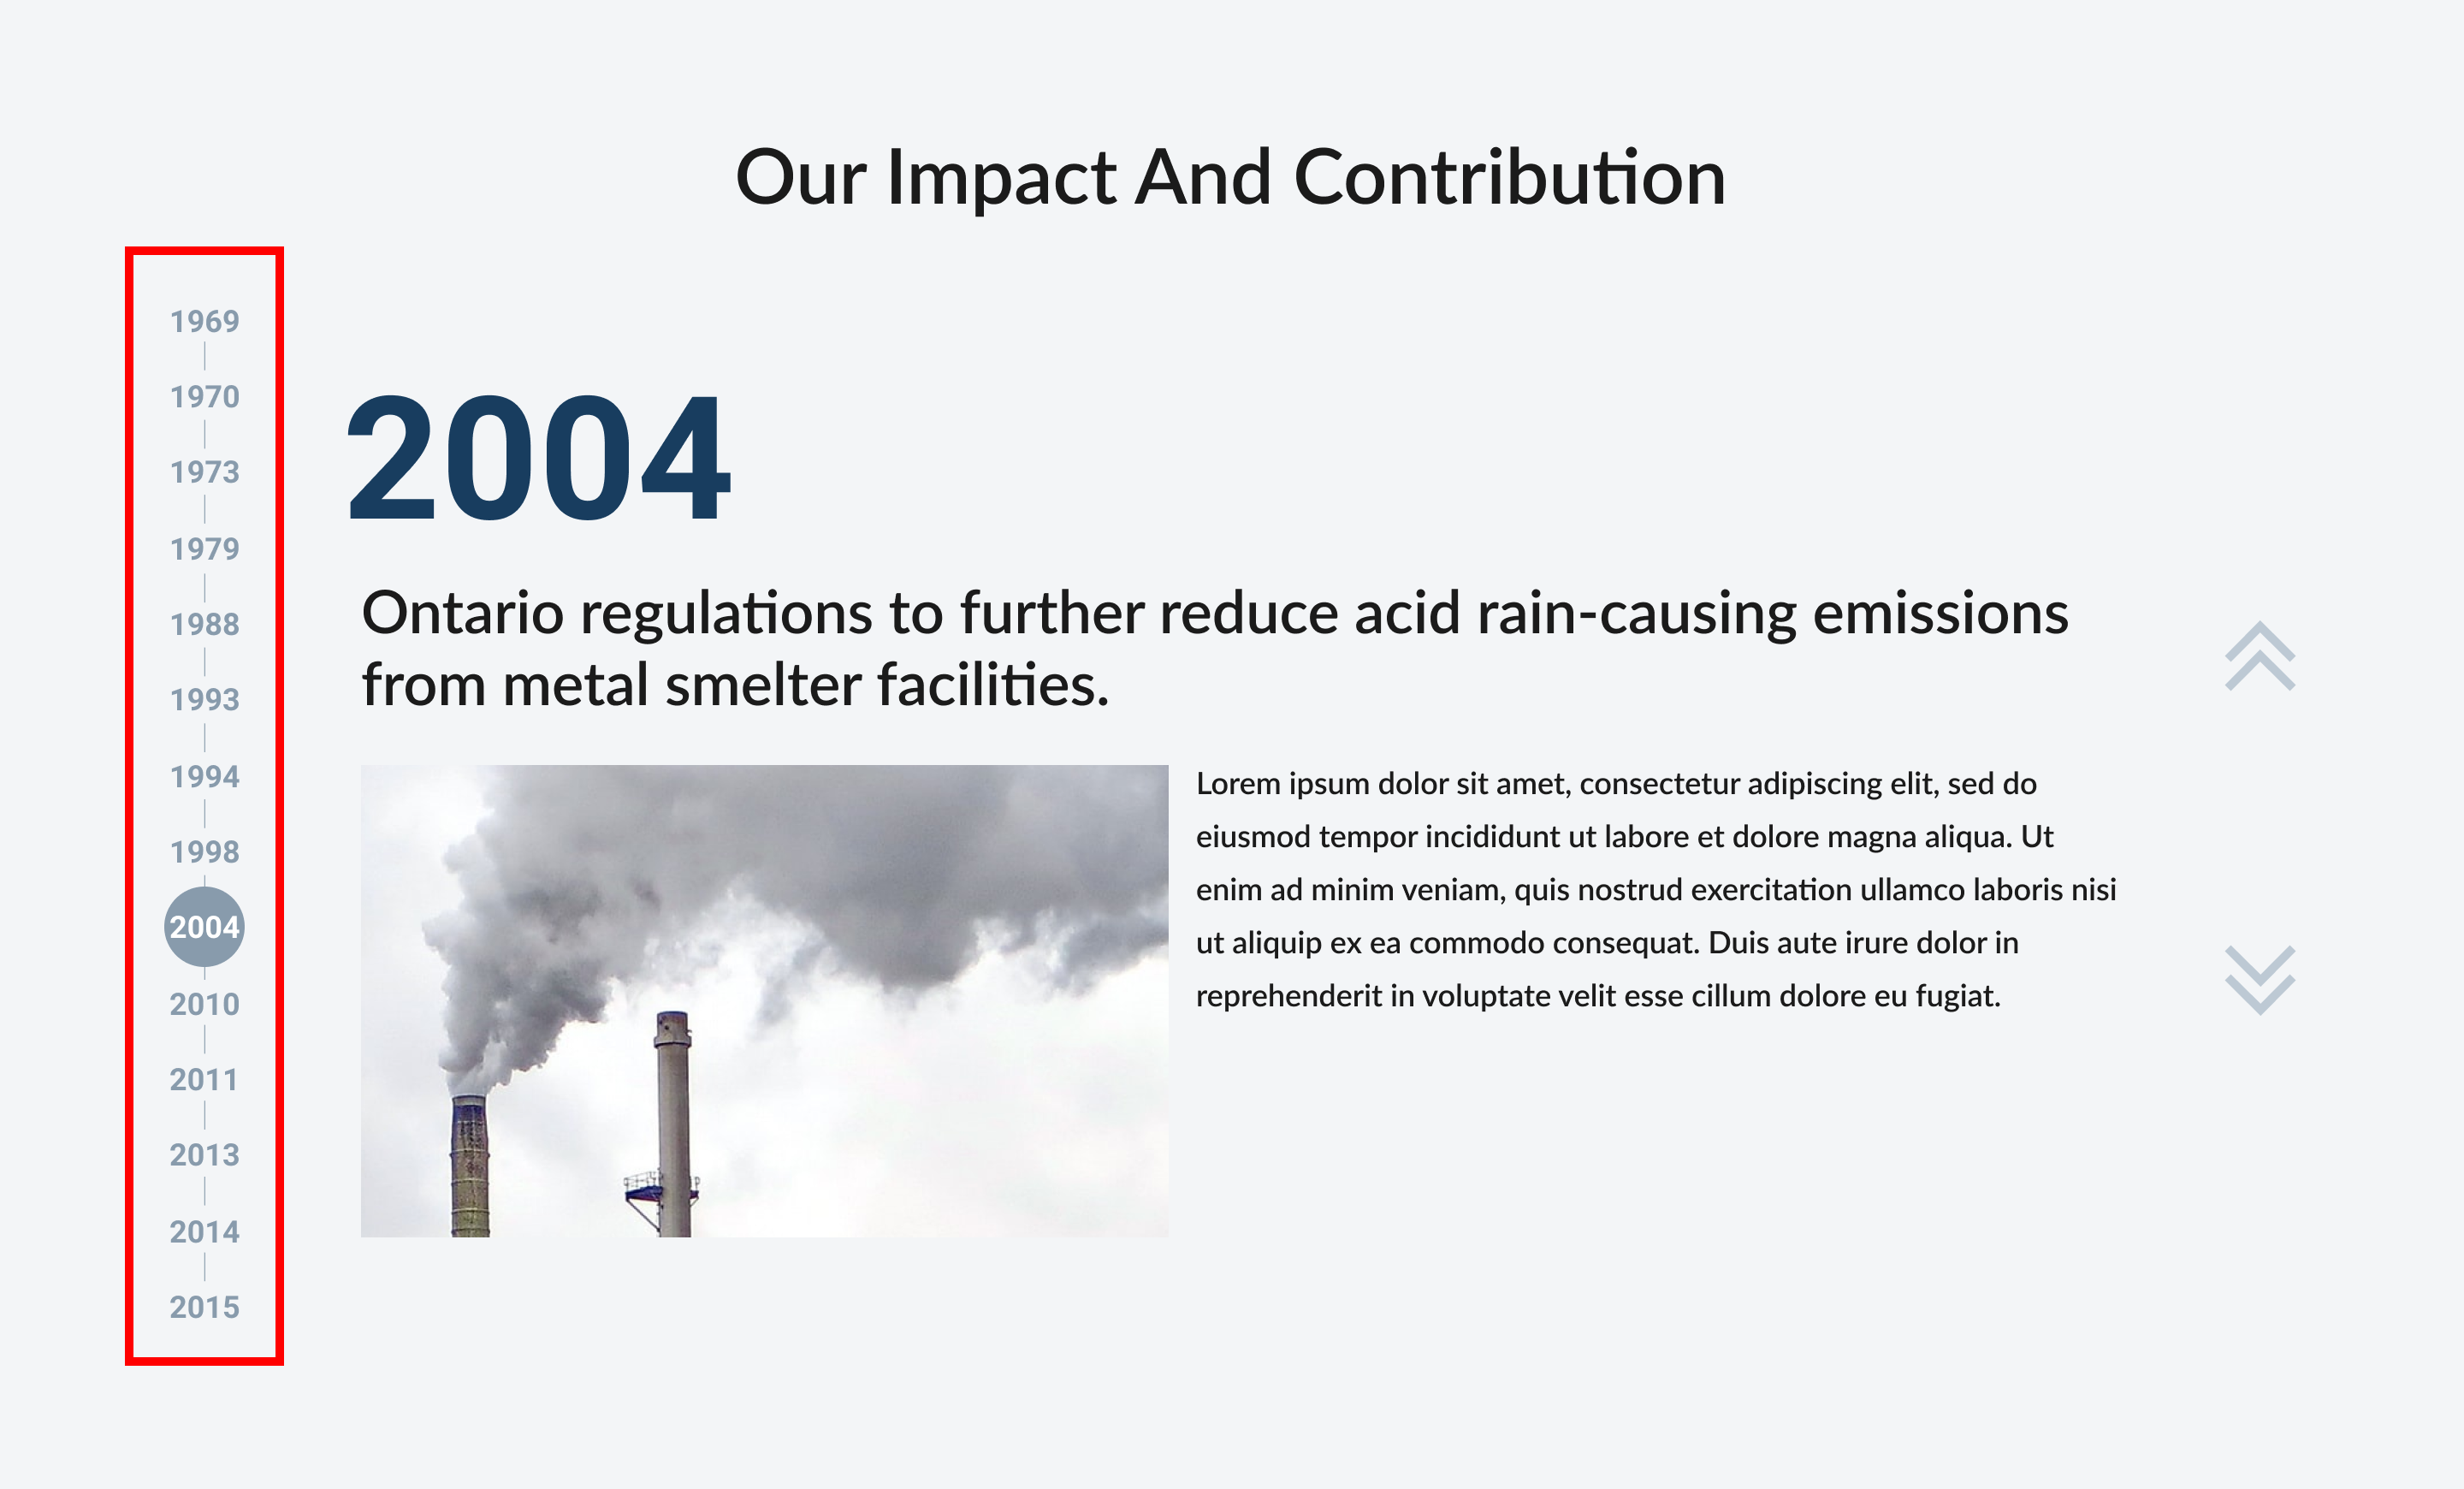 Our Impact And Contribution
1969
1970
1973
1979
1988
1993
1994
1998
2004
2010
2011
2013
2014
2015
2004
Ontario regulations to further reduce acid rain-causing emissions
from metal smelter facilities.
Lorem ipsum dolor sit amet, consectetur adipiscing elit, sed do
eiusmod tempor incididunt ut labore et dolore magna aliqua. Ut
enim ad minim veniam, quis nostrud exercitation ullamco laboris nisi
ut aliquip ex ea commodo consequat. Duis aute irure dolor in
reprehenderit in voluptate velit esse cillum dolore eu fugiat.